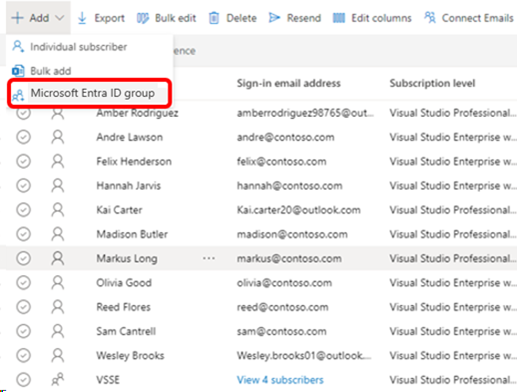 Add Export Bulk edit Delete Resend Edit columns Connect Emails
Individual subscriber
Bulk add
Microsoft Entra ID group
Sign-in email address Subscription level
Amber Rodriguez amberrodriguez98765@out... Visual Studio Professional...
Andre Lawson andre@contoso.com Visual Studio Enterprise w...
Felix Henderson felix@contoso.com Visual Studio Enterprise w...
Hannah Jarvis hannah@contoso.com Visual Studio Enterprise w...
Kai Carter Kai.carter20@outlook.com Visual Studio Enterprise w...
Madison Butler madison@contoso.com Visual Studio Professional...
Markus Long ... markus@contoso.com Visual Studio Professional...
Olivia Good olivia@contoso.com Visual Studio Enterprise w...
Reed Flores reed@contoso.com Visual Studio Enterprise w...
Sam Cantrell sam@contoso.com Visual Studio Enterprise w...
Wesley Brooks Wesley.brooks01@outlook... Visual Studio Professional...
VSSE View 4 subscribers Visual Studio Enterprise w...